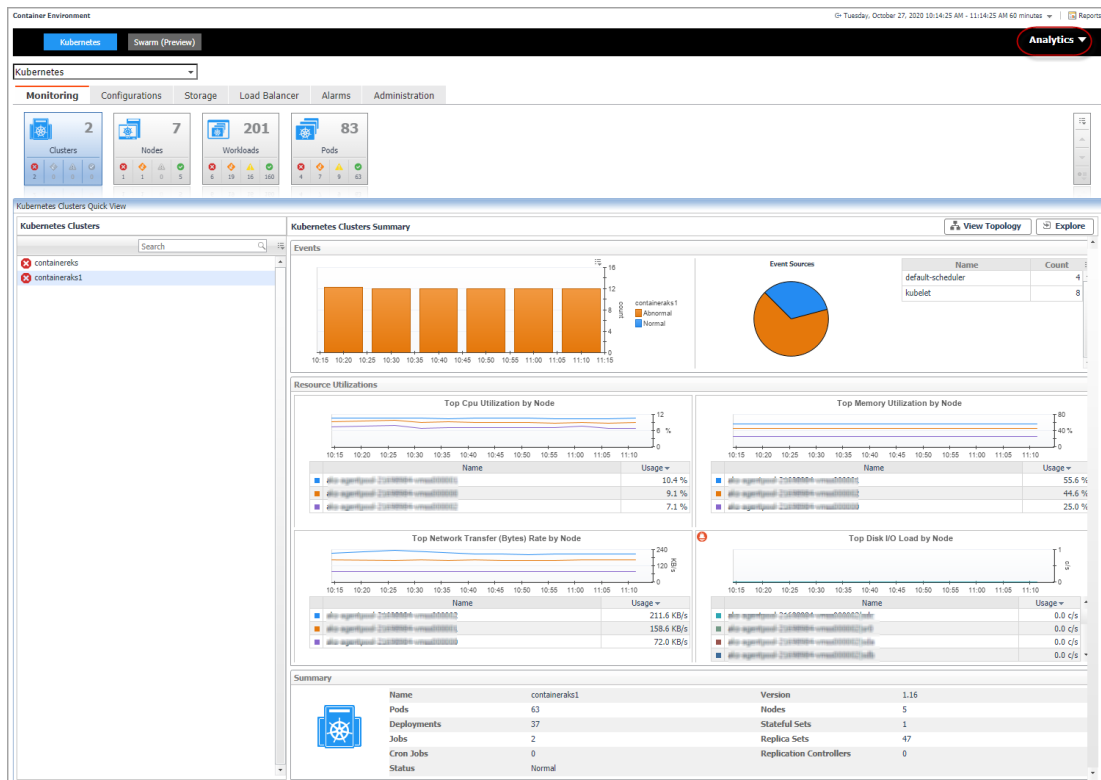 Container Environment
Tuesday, October 27, 2020 10:14:25 AM - 11:14:25 AM 60 minutes | Reports
Kubernetes Swarm (Preview) Analytics
Kubernetes
Monitoring Configurations Storage Load Balancer Alarms Administration
2 7 201 83
Clusters Nodes Workloads Pods
2 0 0 0 1 1 0 5 6 19 16 160 4 7 9 63
Kubernetes Clusters Quick View
Kubernetes Clusters Kubernetes Clusters Summary View Topology Explore
Search
containereks
containeraks1
Events
16
12
8
4
0
count
containeraks1
Abnormal
Normal
10:15 10:20 10:25 10:30 10:35 10:40 10:45 10:50 10:55 11:00 11:05 11:10 11:15
Event Sources
Name Count
default-scheduler 4
kubelet 8
Resource Utilizations
Top Cpu Utilization by Node
12
6 %
0
10:15 10:20 10:25 10:30 10:35 10:40 10:45 10:50 10:55 11:00 11:05 11:10
Name Usage
10.4 %
9.1 %
7.1 %
Top Memory Utilization by Node
80
40 %
0
10:15 10:20 10:25 10:30 10:35 10:40 10:45 10:50 10:55 11:00 11:05 11:10
Name Usage
55.6 %
44.6 %
25.0 %
Top Network Transfer (Bytes) Rate by Node
240
120 KB/s
0
10:15 10:20 10:25 10:30 10:35 10:40 10:45 10:50 10:55 11:00 11:05 11:10
Name Usage
211.6 KB/s
158.6 KB/s
72.0 KB/s
Top Disk I/O Load by Node
1
c/s
0
10:15 10:20 10:25 10:30 10:35 10:40 10:45 10:50 10:55 11:00 11:05 11:10
Name Usage
0.0 c/s
0.0 c/s
0.0 c/s
0.0 c/s
Summary
Name containeraks1 Version 1.16
Pods 63 Nodes 5
Deployments 37 Stateful Sets 1
Jobs 2 Replica Sets 47
Cron Jobs 0 Replication Controllers 0
Status Normal